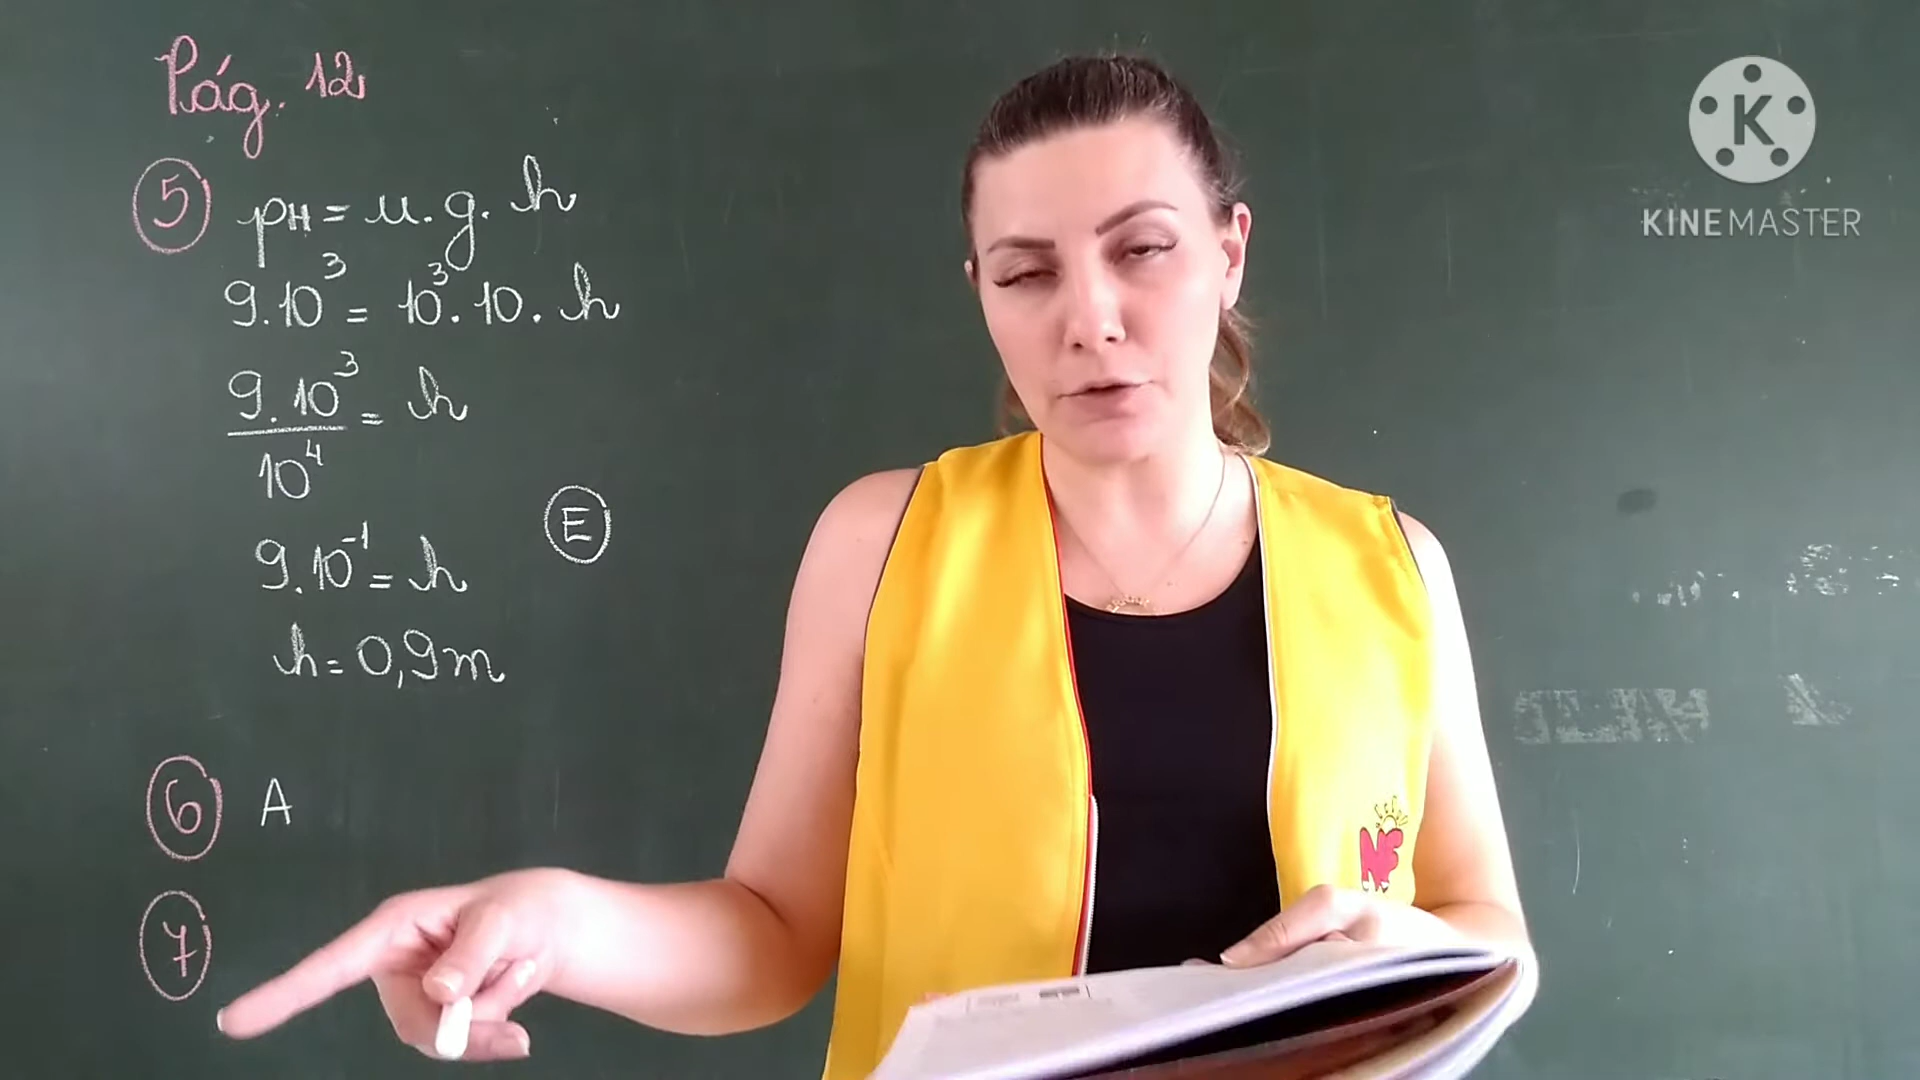 Pág. 12
5 pH = μ.g.h
9.10³ = 10³.10.h
9.10³ = h
10⁴
9.10⁻¹ = h
E
h = 0,9m
6 A
7
K
KINEMASTER
NF